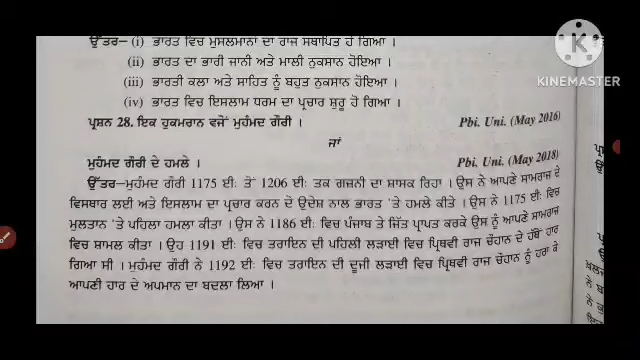 ਉੱਤਰ—(i) ਭਾਰਤ ਵਿਚ ਮੁਸਲਮਾਨਾਂ ਦਾ ਰਾਜ ਸਥਾਪਿਤ ਹੋ ਗਿਆ ।
(ii) ਭਾਰਤ ਦਾ ਭਾਰੀ ਜਾਨੀ ਅਤੇ ਮਾਲੀ ਨੁਕਸਾਨ ਹੋਇਆ ।
(iii) ਭਾਰਤੀ ਕਲਾ ਅਤੇ ਸਾਹਿਤ ਨੂੰ ਬਹੁਤ ਨੁਕਸਾਨ ਹੋਇਆ ।
(iv) ਭਾਰਤ ਵਿਚ ਇਸਲਾਮ ਧਰਮ ਦਾ ਪ੍ਰਚਾਰ ਸ਼ੁਰੂ ਹੋ ਗਿਆ ।
ਪ੍ਰਸ਼ਨ 28. ਇਕ ਹੁਕਮਰਾਨ ਵਜੋਂ ਮੁਹੰਮਦ ਗੌਰੀ । Pbi. Uni. (May 2016)
ਜਾਂ
ਮੁਹੰਮਦ ਗੌਰੀ ਦੇ ਹਮਲੇ । Pbi. Uni. (May 2018)
ਉੱਤਰ—ਮੁਹੰਮਦ ਗੌਰੀ 1175 ਈਃ ਤੋਂ 1206 ਈਃ ਤਕ ਗਜ਼ਨੀ ਦਾ ਸ਼ਾਸਕ ਰਿਹਾ । ਉਸ ਨੇ ਆਪਣੇ ਸਾਮਰਾਜ ਦੇ
ਵਿਸਥਾਰ ਲਈ ਅਤੇ ਇਸਲਾਮ ਦਾ ਪ੍ਰਚਾਰ ਕਰਨ ਦੇ ਉਦੇਸ਼ ਨਾਲ ਭਾਰਤ 'ਤੇ ਹਮਲੇ ਕੀਤੇ । ਉਸ ਨੇ 1175 ਈਃ ਵਿਚ
ਮੁਲਤਾਨ 'ਤੇ ਪਹਿਲਾ ਹਮਲਾ ਕੀਤਾ । ਉਸ ਨੇ 1186 ਈਃ ਵਿਚ ਪੰਜਾਬ ਤੇ ਜਿੱਤ ਪ੍ਰਾਪਤ ਕਰਕੇ ਉਸ ਨੂੰ ਆਪਣੇ ਸਾਮਰਾਜ
ਵਿਚ ਸ਼ਾਮਲ ਕੀਤਾ । ਉਹ 1191 ਈਃ ਵਿਚ ਤਰਾਇਨ ਦੀ ਪਹਿਲੀ ਲੜਾਈ ਵਿਚ ਪ੍ਰਿਥਵੀ ਰਾਜ ਚੌਹਾਨ ਦੇ ਹੱਥੋਂ ਹਾਰ
ਗਿਆ ਸੀ । ਮੁਹੰਮਦ ਗੌਰੀ ਨੇ 1192 ਈਃ ਵਿਚ ਤਰਾਇਨ ਦੀ ਦੂਜੀ ਲੜਾਈ ਵਿਚ ਪ੍ਰਿਥਵੀ ਰਾਜ ਚੌਹਾਨ ਨੂੰ ਹਰਾ ਕੇ
ਆਪਣੀ ਹਾਰ ਦੇ ਅਪਮਾਨ ਦਾ ਬਦਲਾ ਲਿਆ ।
KINEMASTER